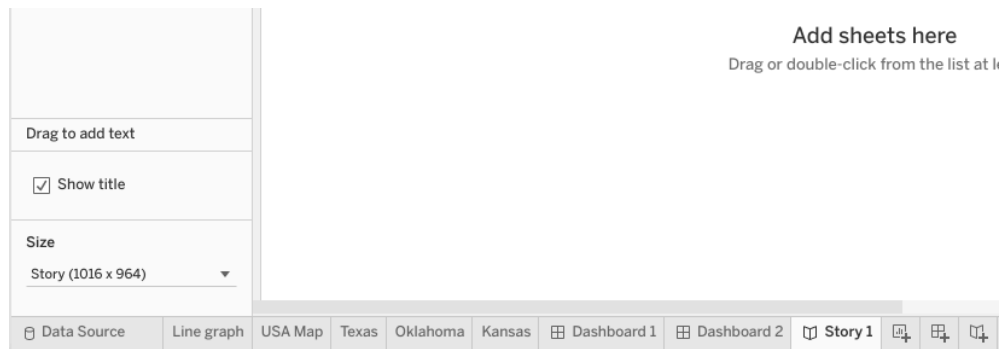 Add sheets here
Drag or double-click from the list at
Drag to add text
Show title
Size
Story (1016 x 964)
Data Source Line graph USA Map Texas Oklahoma Kansas Dashboard 1 Dashboard 2 Story 1